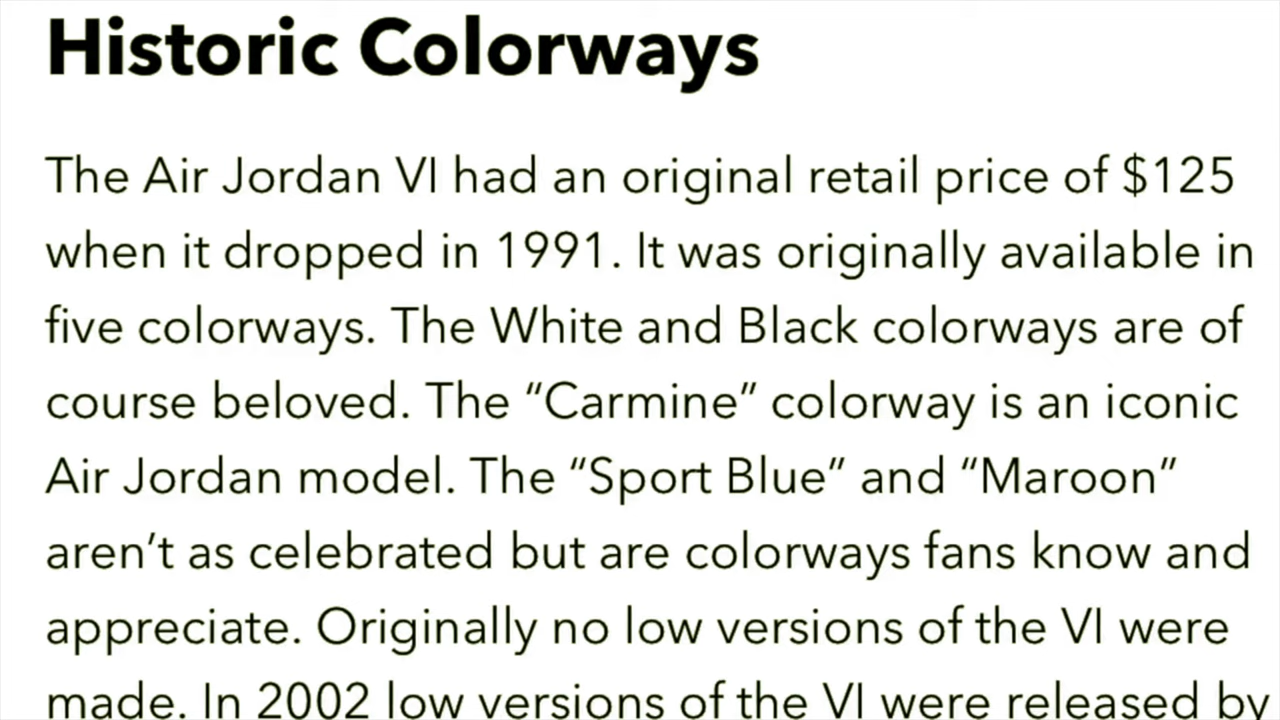 Historic Colorways
The Air Jordan VI had an original retail price of $125
when it dropped in 1991. It was originally available in
five colorways. The White and Black colorways are of
course beloved. The “Carmine” colorway is an iconic
Air Jordan model. The “Sport Blue” and “Maroon”
aren’t as celebrated but are colorways fans know and
appreciate. Originally no low versions of the VI were
made. In 2002 low versions of the VI were released by